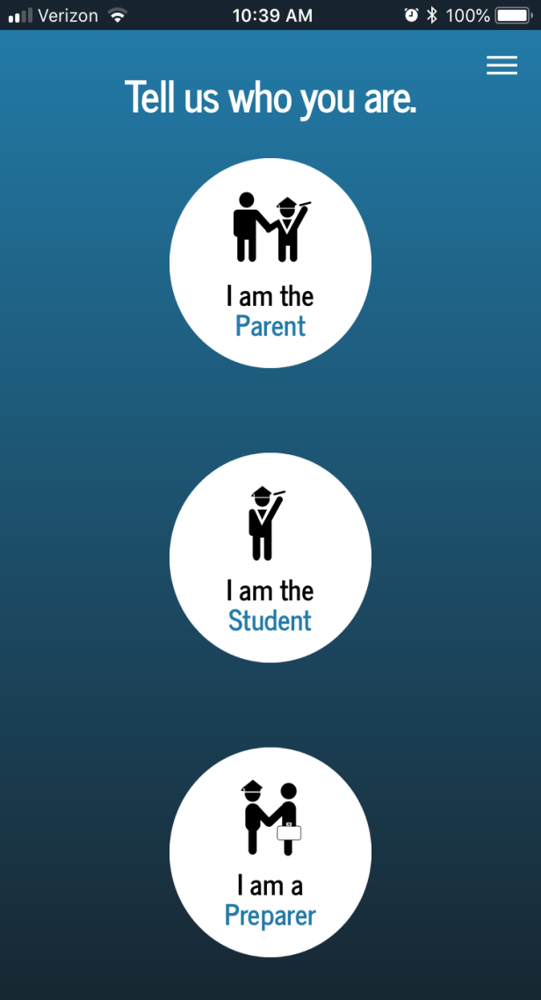 Verizon 10:39 AM 100%
Tell us who you are.
I am the
Parent
I am the
Student
I am a
Preparer